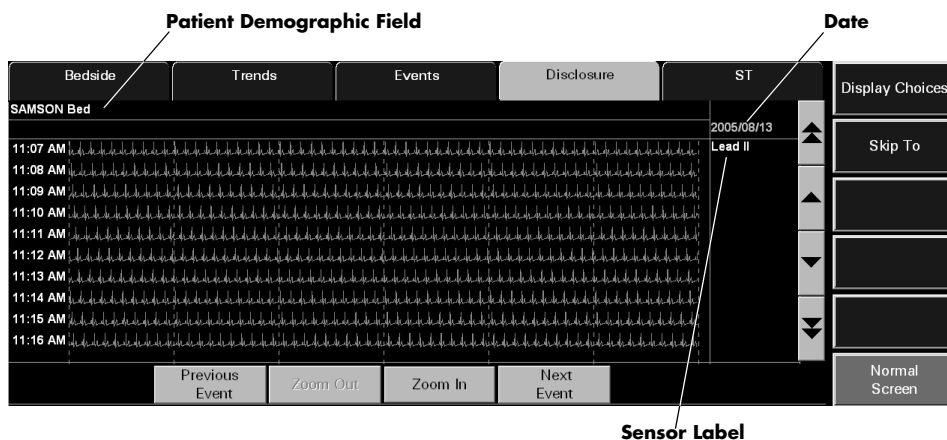 Patient Demographic Field
Date
Bedside
Trends
Events
Disclosure
ST
Display Choices
SAMSON Bed
2005/08/13
Skip To
11:07 AM
Lead II
11:08 AM
11:09 AM
11:10 AM
11:11 AM
11:12 AM
11:13 AM
11:14 AM
11:15 AM
11:16 AM
Previous
Event
Zoom Out
Zoom In
Next
Event
Normal
Screen
Sensor Label